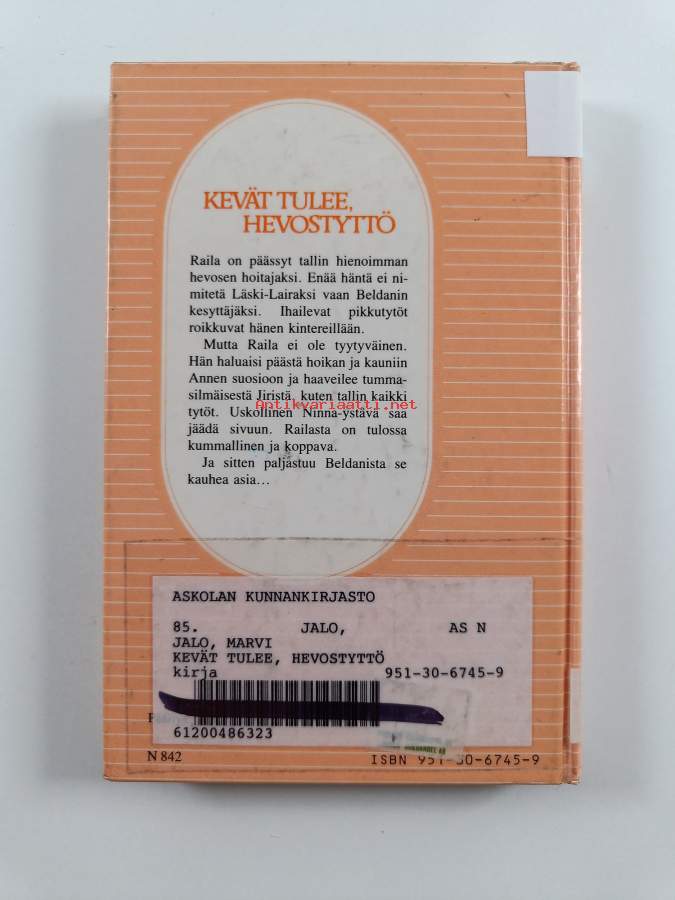 KEVÄT TULEE,
HEVOSTYTTÖ
Raila on päässyt tallin hienoimman
hevosen hoitajaksi. Enää häntä ei ni-
mitetä Läski-Lairaksi vaan Beldanin
kesyttäjäksi. Ihailevat pikkutytöt
roikkuvat hänen kintereillään.
Mutta Raila ei ole tyytyväinen.
Hän haluaisi päästä hoikan ja kauniin
Annen suosioon ja haaveilee tumma-
silmäisestä Jiristä, kuten tallin kaikki
Antikvariaatti.net
tytöt. Uskollinen Ninna-ystävä saa
jäädä sivuun. Railasta on tulossa
kummallinen ja koppava.
Ja sitten paljastuu Beldanista se
kauhea asia...
ASKOLAN KUNNANKIRJASTO
85. JALO, AS N
JALO, MARVI
KEVÄT TULEE, HEVOSTYTTÖ
kirja 951-30-6745-9
61200486323
N 842 ISBN 951-30-6745-9